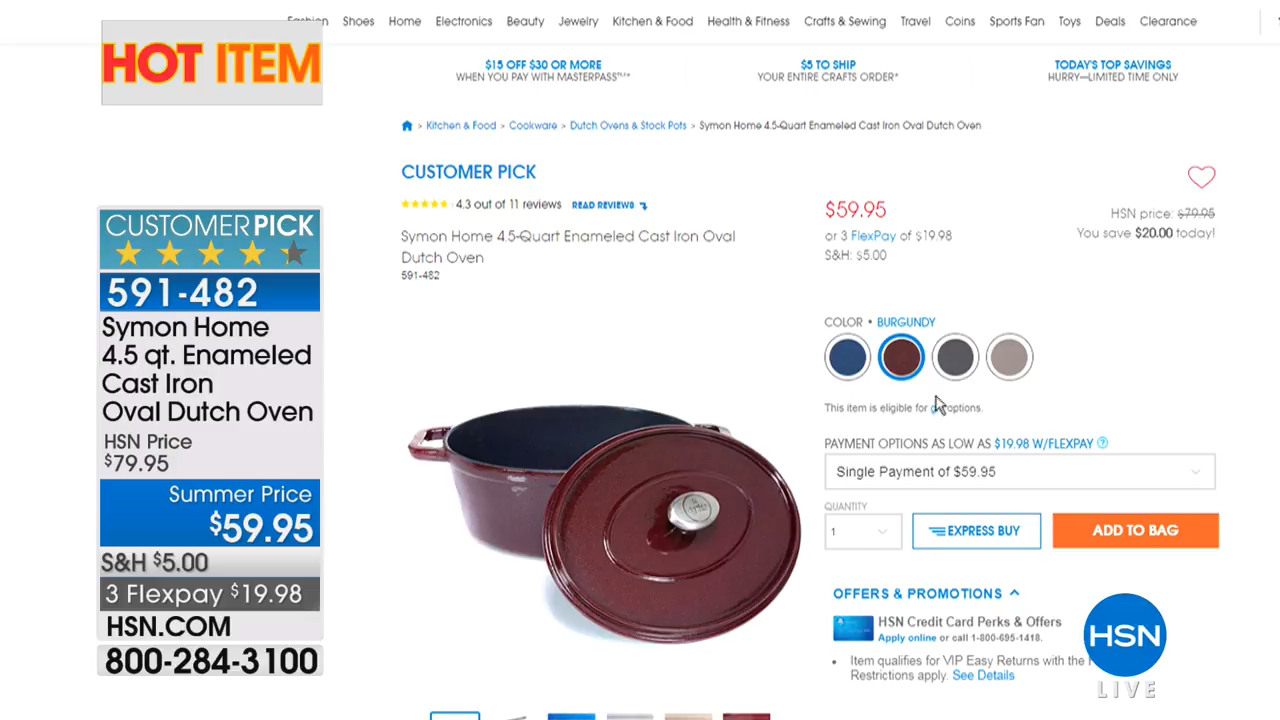 Fashion Shoes Home Electronics Beauty Jewelry Kitchen & Food Health & Fitness Crafts & Sewing Travel Coins Sports Fan Toys Deals Clearance
HOT ITEM
$15 OFF $30 OR MORE
WHEN YOU PAY WITH MASTERPASS
$5 TO SHIP
YOUR ENTIRE CRAFTS ORDER*
TODAY'S TOP SAVINGS
HURRY—LIMITED TIME ONLY
> Kitchen & Food > Cookware > Dutch Ovens & Stock Pots > Symon Home 4.5-Quart Enameled Cast Iron Oval Dutch Oven
CUSTOMER PICK
4.3 out of 11 reviews READ REVIEWS
Symon Home 4.5-Quart Enameled Cast Iron Oval
Dutch Oven
591-482
$59.95
or 3 FlexPay of $19.98
S&H: $5.00
HSN price: $79.95
You save $20.00 today!
COLOR • BURGUNDY
This item is eligible for options.
PAYMENT OPTIONS AS LOW AS $19.98 W/FLEXPAY ?
Single Payment of $59.95
QUANTITY
1
EXPRESS BUY
ADD TO BAG
OFFERS & PROMOTIONS
HSN Credit Card Perks & Offers
Apply online or call 1-800-695-1418.
• Item qualifies for VIP Easy Returns with the
Restrictions apply. See Details
CUSTOMER PICK
591-482
Symon Home
4.5 qt. Enameled
Cast Iron
Oval Dutch Oven
HSN Price
$79.95
Summer Price
$59.95
S&H $5.00
3 Flexpay $19.98
HSN.COM
800-284-3100
HSN
LIVE